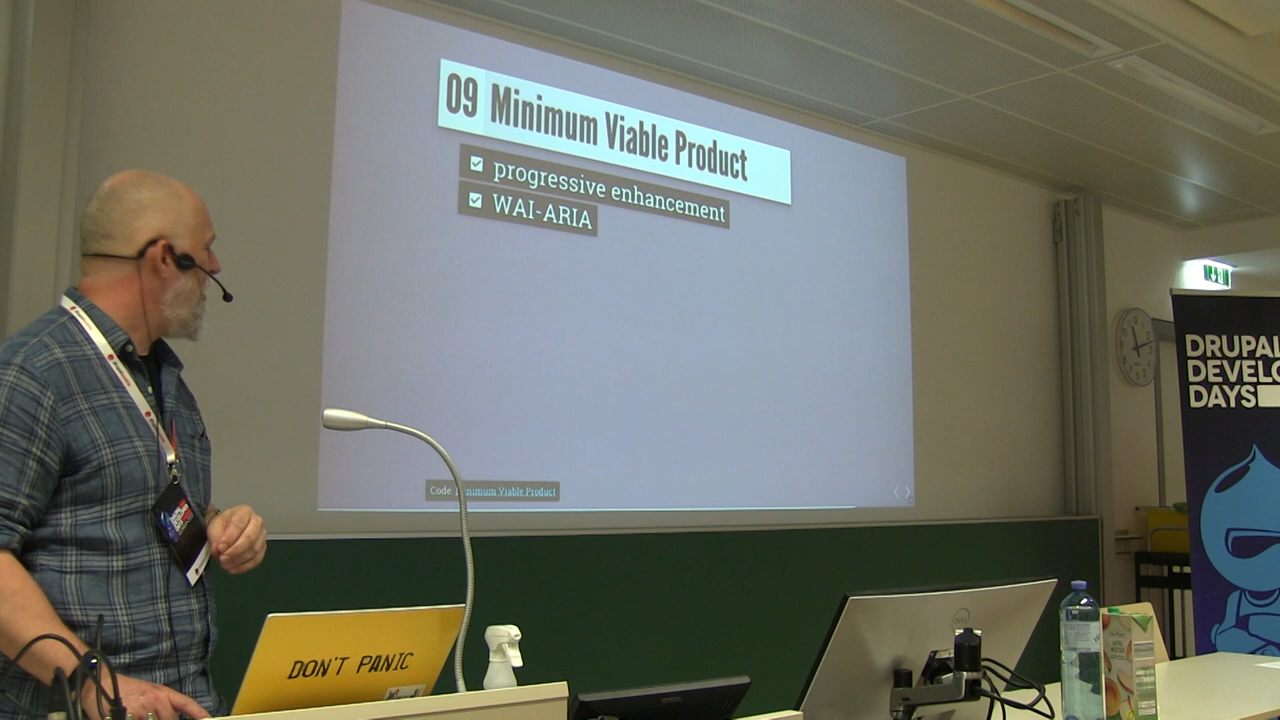 09 Minimum Viable Product
progressive enhancement
WAI-ARIA
Code: Minimum Viable Product
DON'T PANIC
DRUPAL
DEVELO
DAYS